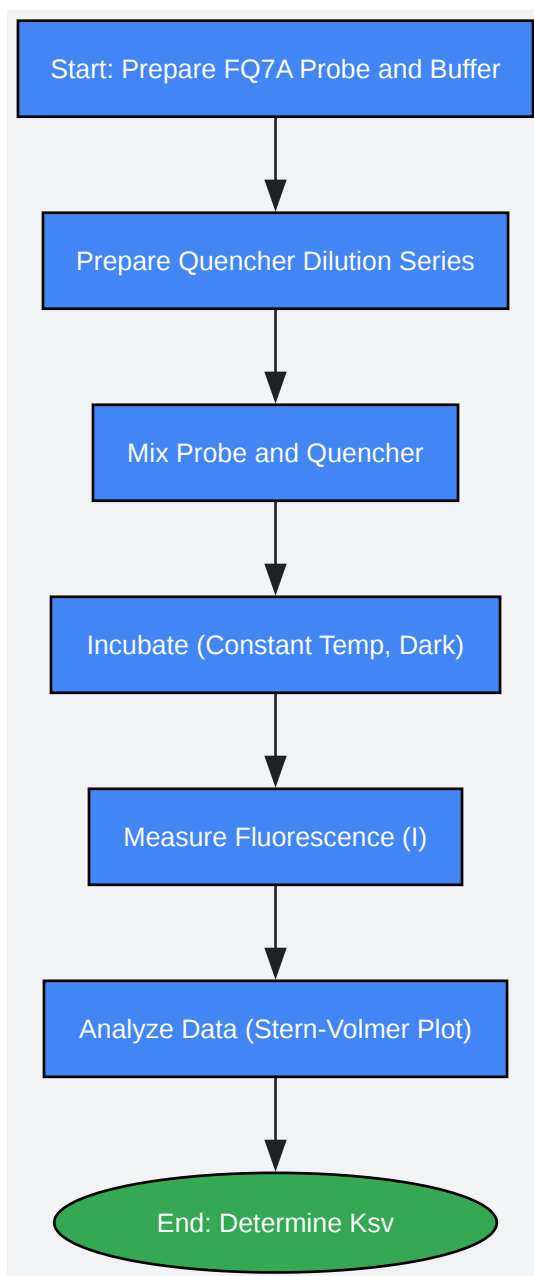 Start: Prepare FQ7A Probe and Buffer
Prepare Quencher Dilution Series
Mix Probe and Quencher
Incubate (Constant Temp, Dark)
Measure Fluorescence (I)
Analyze Data (Stern-Volmer Plot)
End: Determine Ksv